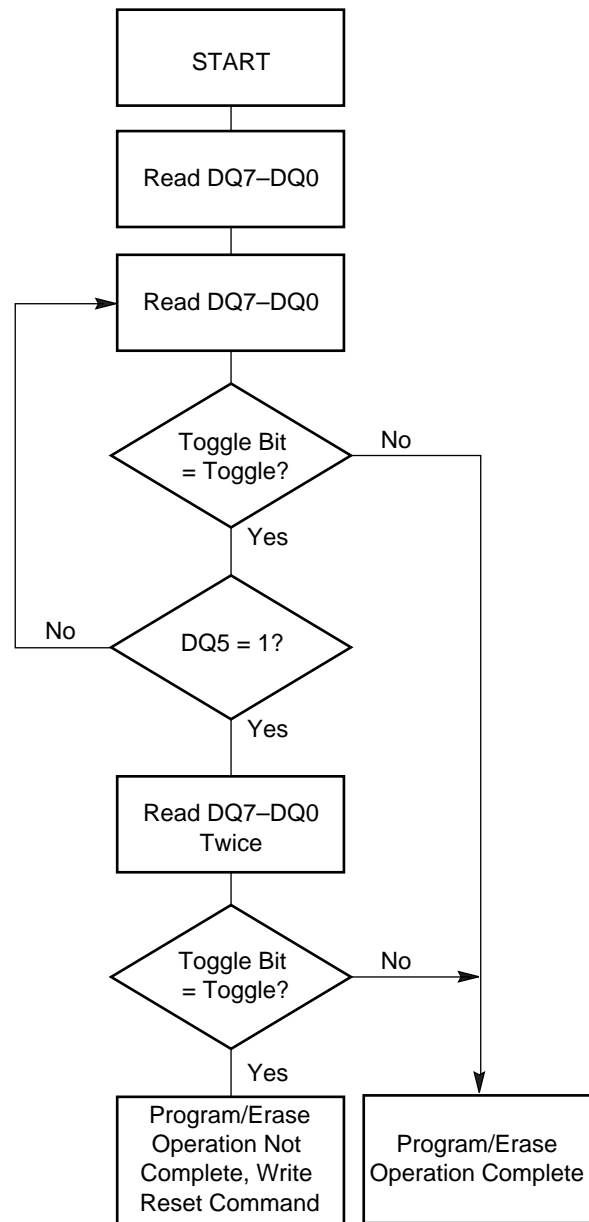 START
Read DQ7–DQ0
Read DQ7–DQ0
Toggle Bit
= Toggle?
No
Yes
No
DQ5 = 1?
Yes
Read DQ7–DQ0
Twice
Toggle Bit
= Toggle?
No
Yes
Program/Erase
Operation Not
Complete, Write
Reset Command
Program/Erase
Operation Complete